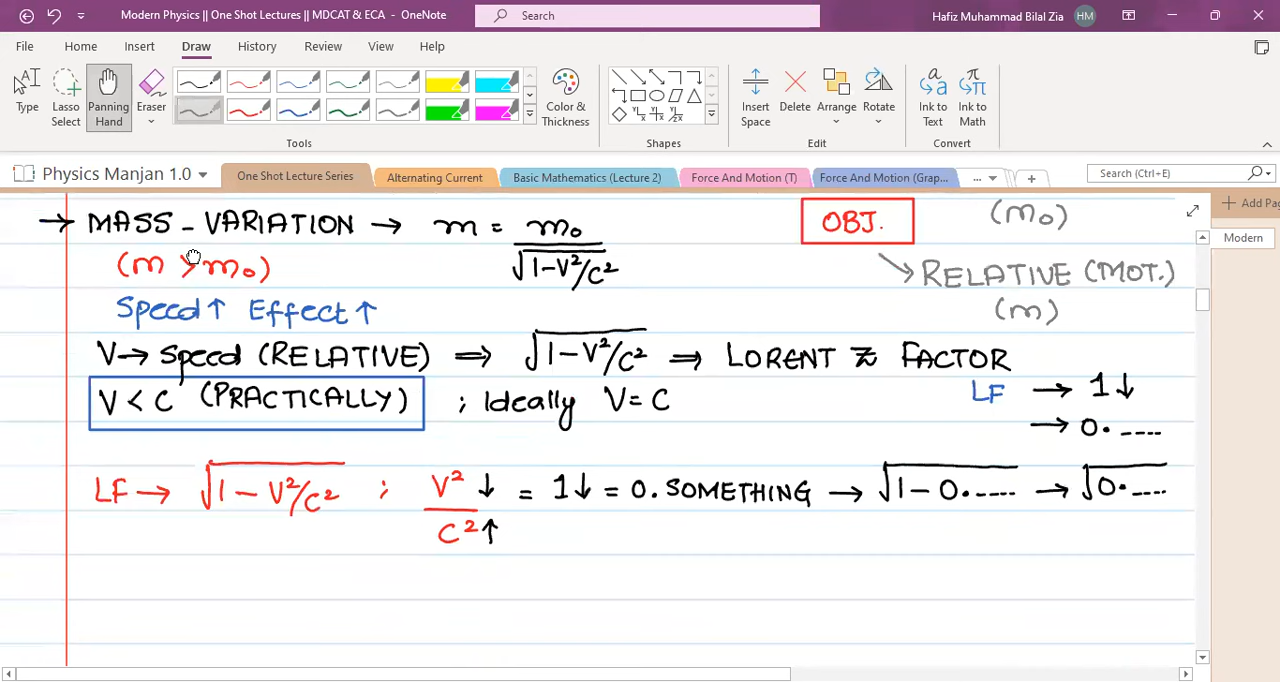 Modern Physics || One Shot Lectures || MDCAT & ECA - OneNote
Search
Hafiz Muhammad Bilal Zia
HM
File Home Insert Draw History Review View Help
Type
Lasso Select
Panning Hand
Eraser
Color & Thickness
Insert Space
Delete
Arrange
Rotate
Ink to Text
Ink to Math
Tools
Shapes
Edit
Convert
Physics Manjan 1.0
One Shot Lecture Series
Alternating Current
Basic Mathematics (Lecture 2)
Force And Motion (T)
Force And Motion (Grap...
...
Search (Ctrl+E)
Add Pag
Modern
→ MASS - VARIATION → m = m₀ / √1-V²/C²
OBJ.
(m₀)
(m > m₀)
RELATIVE (MOT.)
(m)
Speed ↑ Effect ↑
V → Speed (RELATIVE) ⇒ √1-V²/C² ⇒ LORENTZ FACTOR
LF → 1↓
→ 0. ----
V < C (PRACTICALLY) ; Ideally V = C
LF → √1-V²/C² ; V²↓ / C²↑ = 1↓ = 0.SOMETHING → √1-0.----- → √0.----